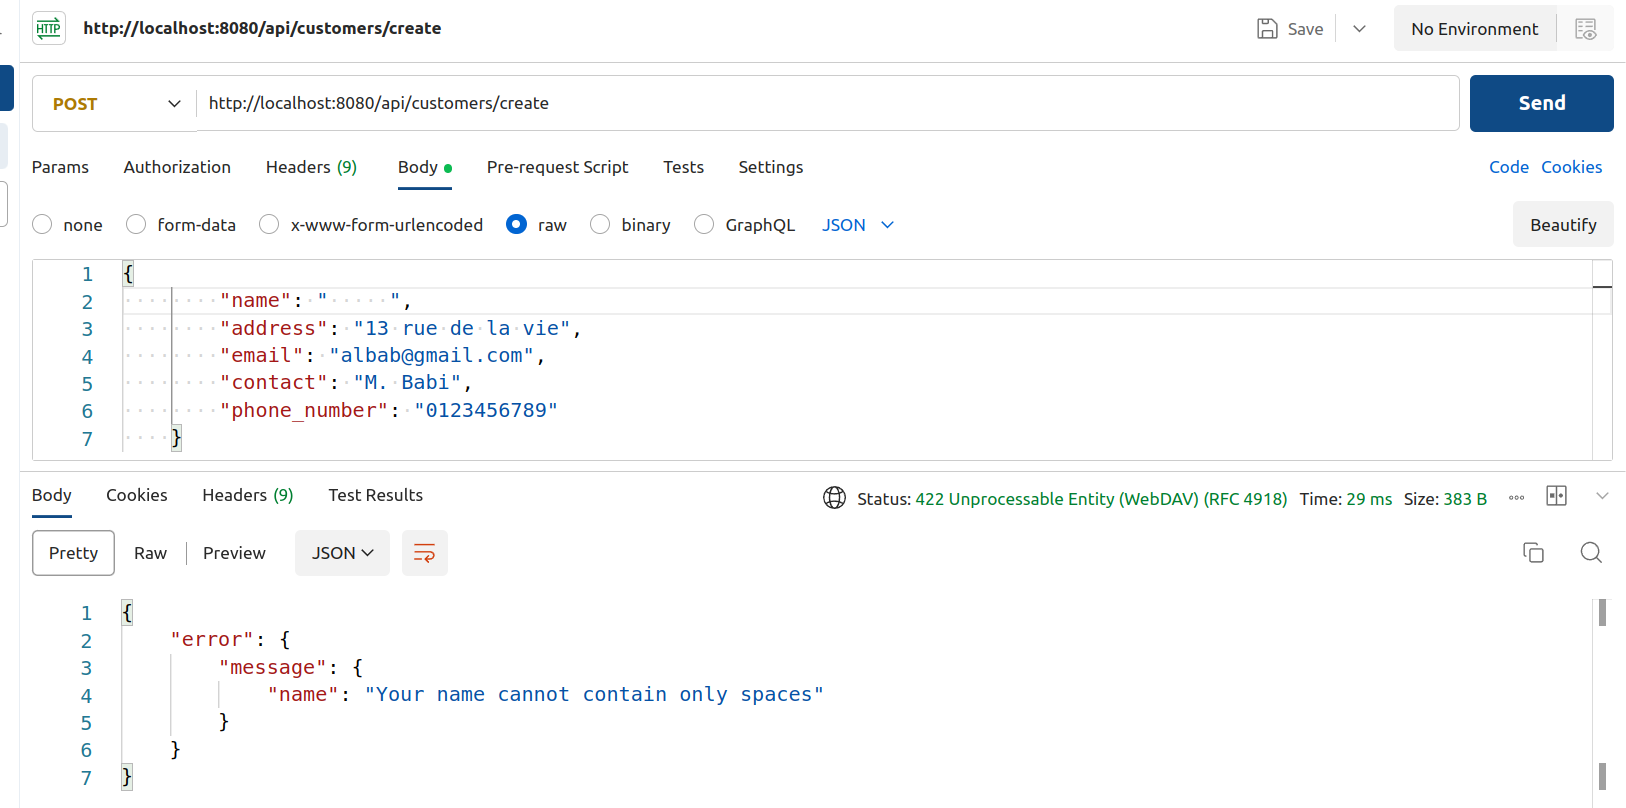 HTTP http://localhost:8080/api/customers/create Save No Environment
POST http://localhost:8080/api/customers/create Send
Params Authorization Headers (9) Body Pre-request Script Tests Settings Code Cookies
none form-data x-www-form-urlencoded raw binary GraphQL JSON Beautify
1 {
2 "name": "     ",
3 "address": "13 rue de la vie",
4 "email": "albab@gmail.com",
5 "contact": "M. Babi",
6 "phone_number": "0123456789"
7 }
Body Cookies Headers (9) Test Results Status: 422 Unprocessable Entity (WebDAV) (RFC 4918) Time: 29 ms Size: 383 B
Pretty Raw Preview JSON
1 {
2 "error": {
3 "message": {
4 "name": "Your name cannot contain only spaces"
5 }
6 }
7 }